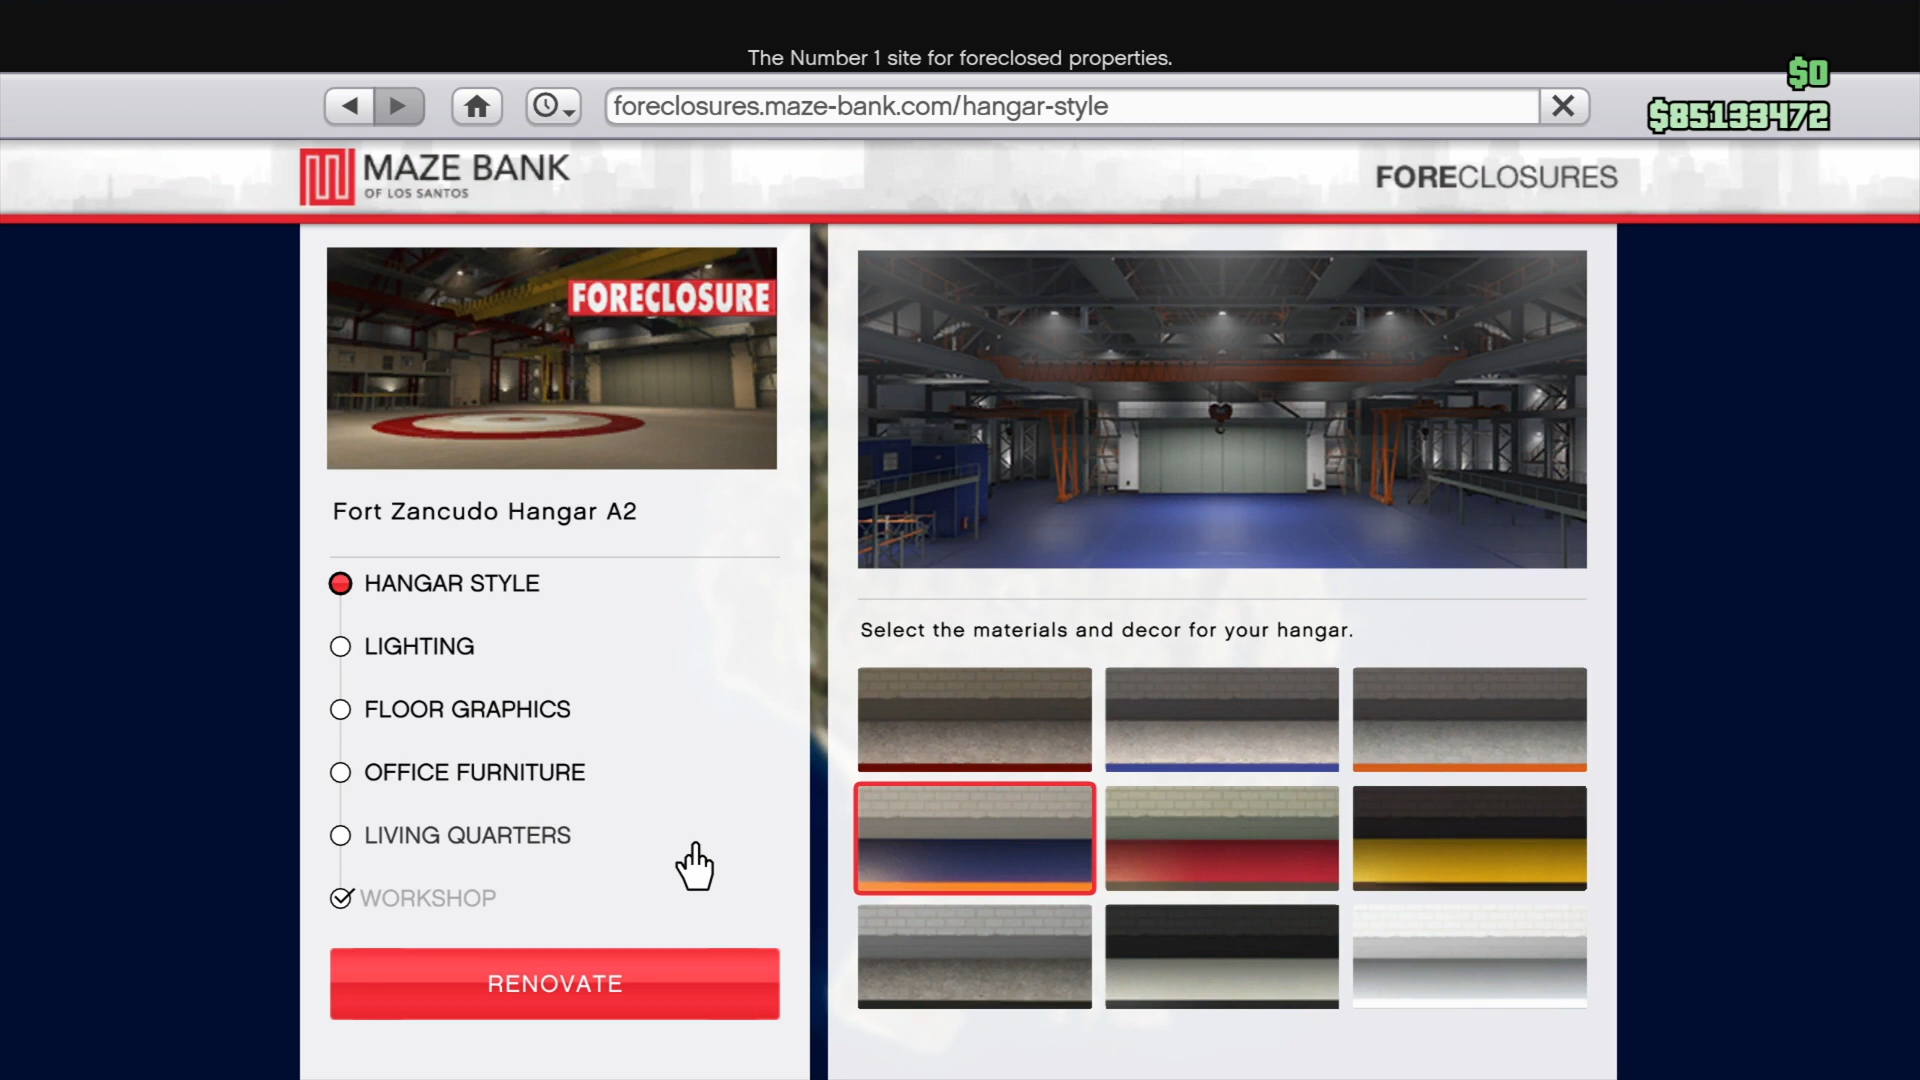 The Number 1 site for foreclosed properties.
$0
foreclosures.maze-bank.com/hangar-style
$85133472
MAZE BANK
OF LOS SANTOS
FORECLOSURES
FORECLOSURE
Fort Zancudo Hangar A2
HANGAR STYLE
LIGHTING
FLOOR GRAPHICS
OFFICE FURNITURE
LIVING QUARTERS
WORKSHOP
RENOVATE
Select the materials and decor for your hangar.